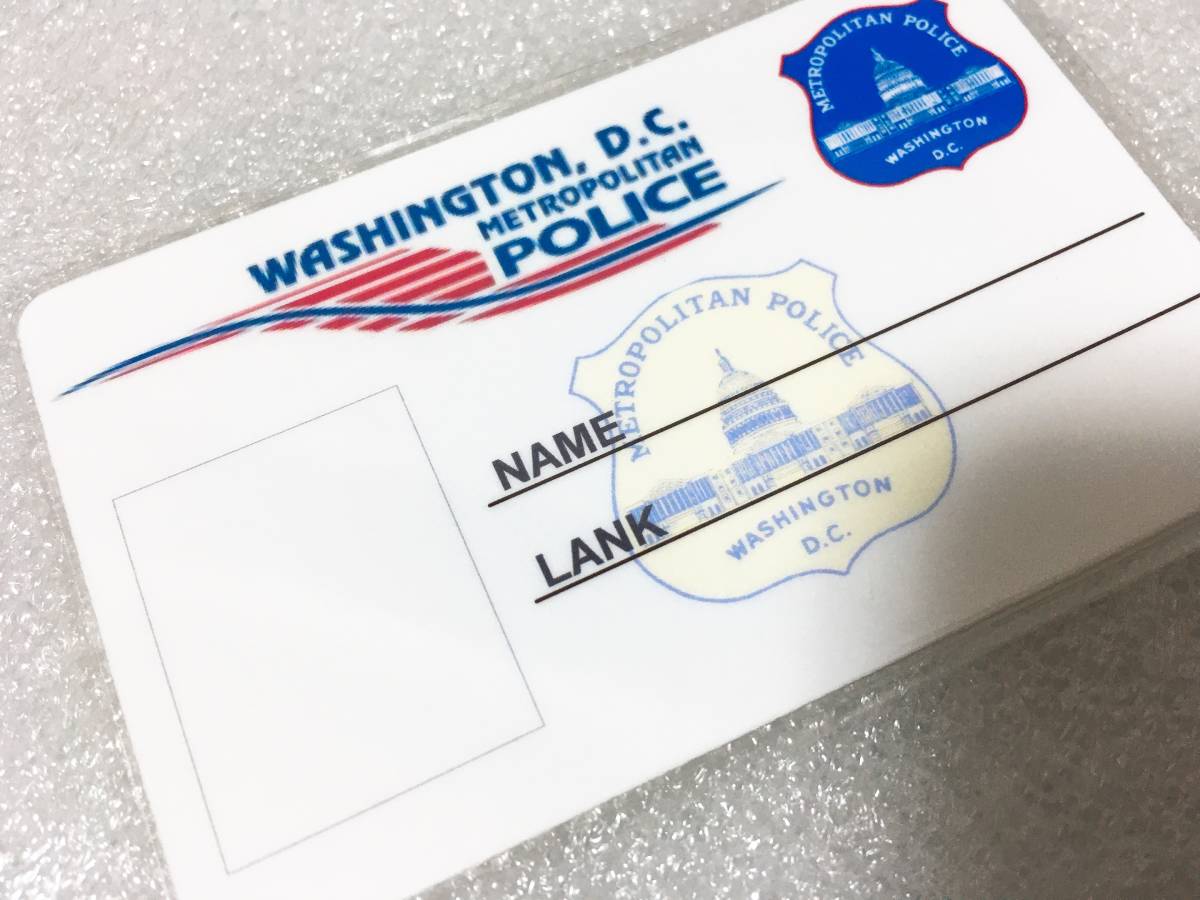 WASHINGTON, D.C.
METROPOLITAN
POLICE
METROPOLITAN POLICE
WASHINGTON
D.C.
METROPOLITAN POLICE
WASHINGTON
D.C.
NAME
LANK